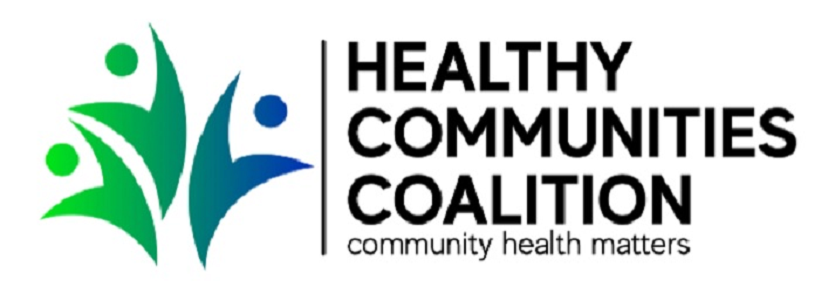 HEALTHY
COMMUNITIES
COALITION
community health matters